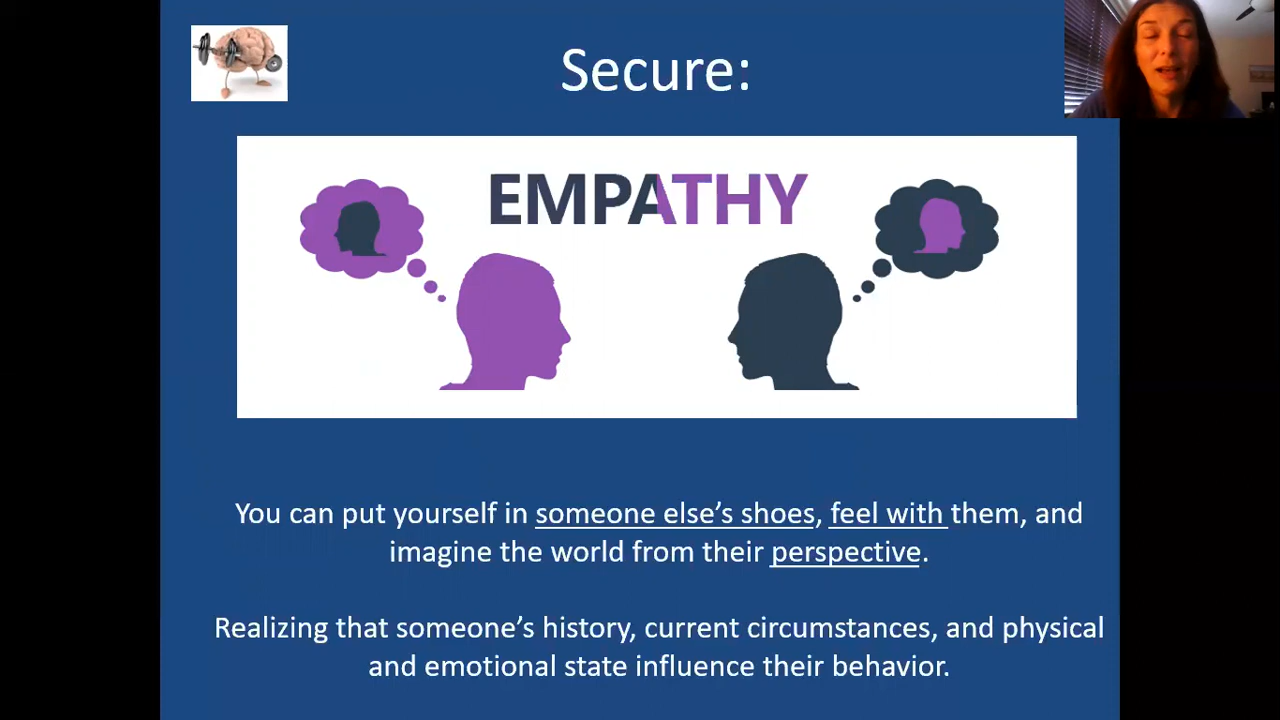 Secure:
EMPATHY
You can put yourself in someone else's shoes, feel with them, and
imagine the world from their perspective.
Realizing that someone's history, current circumstances, and physical
and emotional state influence their behavior.